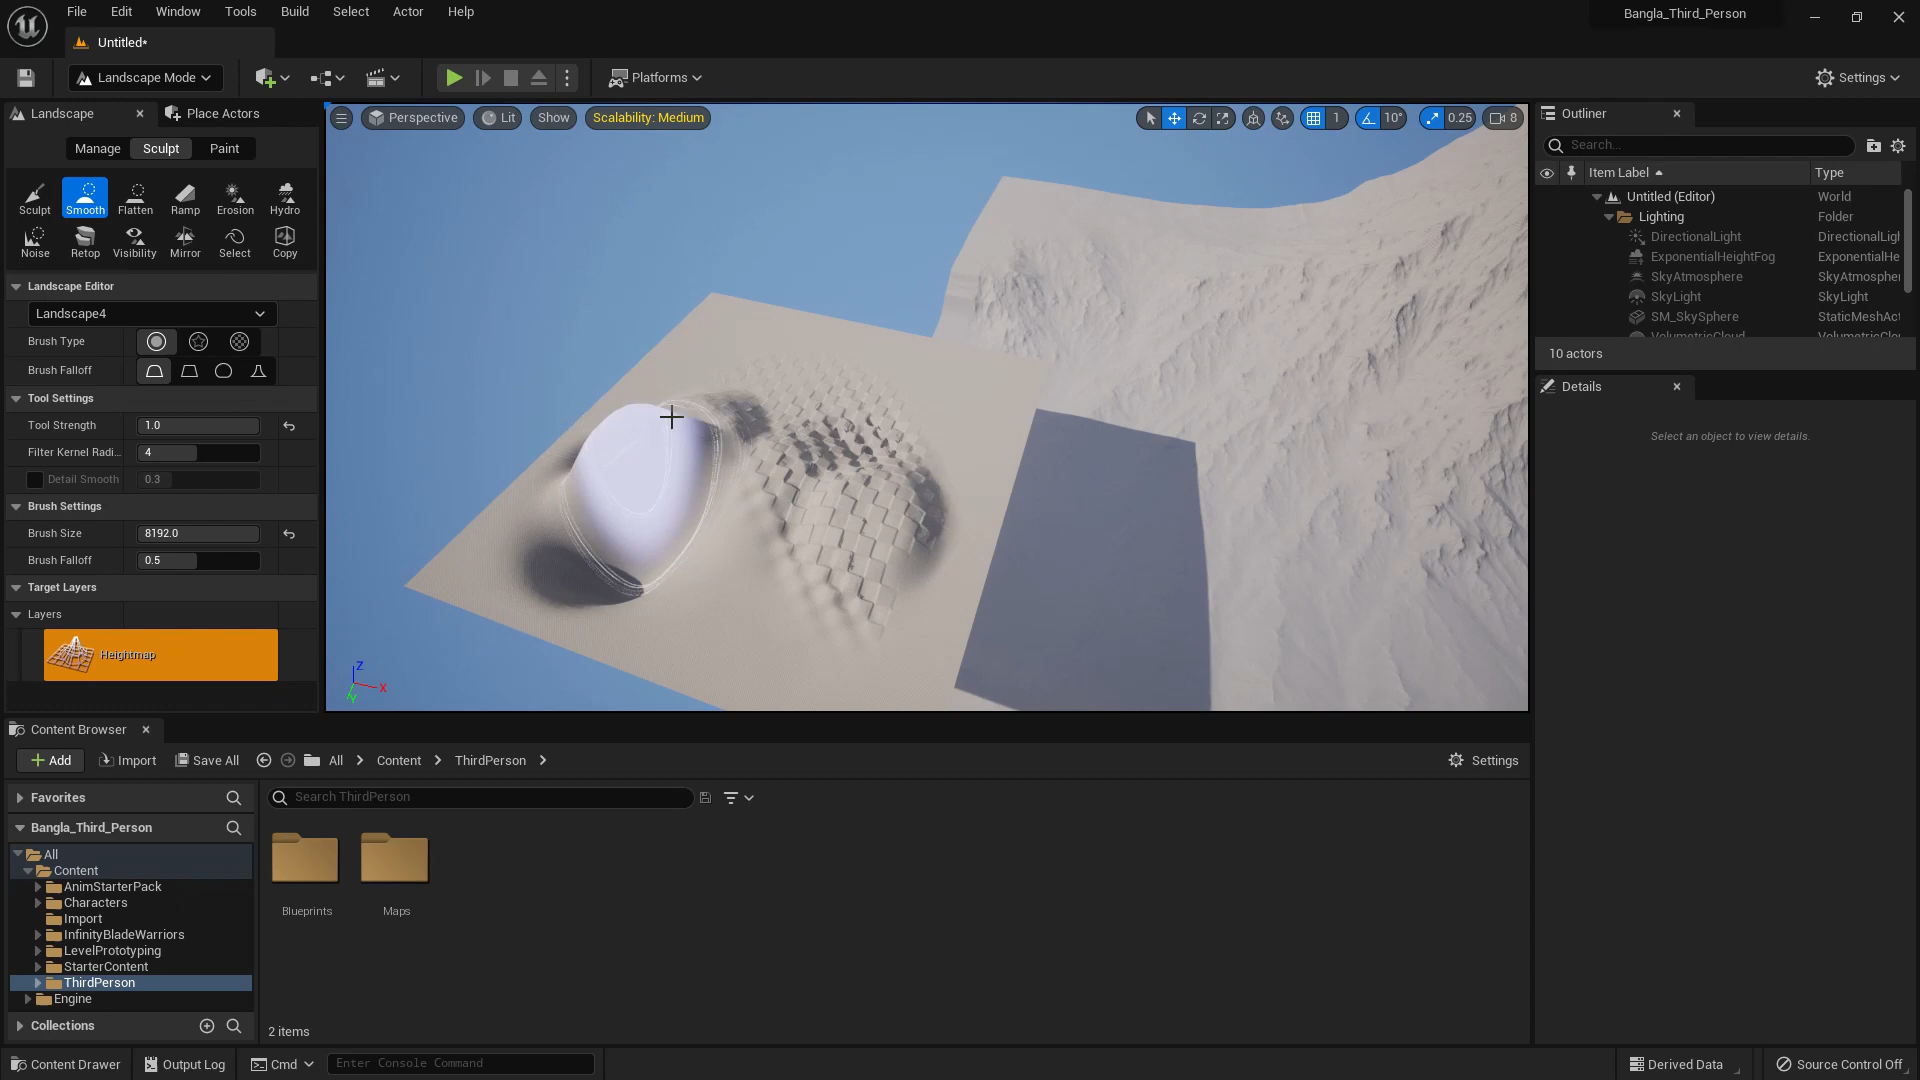 File Edit Window Tools Build Select Actor Help
Bangla_Third_Person
Untitled*
Landscape Mode
Platforms
Settings
Landscape
Place Actors
Perspective
Lit
Show
Scalability: Medium
1
10°
0.25
8
Outliner
Search...
Manage Sculpt Paint
Item Label
Type
Sculpt Smooth Flatten Ramp Erosion Hydro
Noise Retop Visibility Mirror Select Copy
Untitled (Editor) World
Lighting Folder
DirectionalLight DirectionalLigh
ExponentialHeightFog ExponentialHe
SkyAtmosphere SkyAtmospher
SkyLight SkyLight
SM_SkySphere StaticMeshAct
VolumetricCloud VolumetricClou
10 actors
Landscape Editor
Landscape4
Brush Type
Brush Falloff
Details
Select an object to view details.
Tool Settings
Tool Strength 1.0
Filter Kernel Radi... 4
Detail Smooth 0.3
Brush Settings
Brush Size 8192.0
Brush Falloff 0.5
Target Layers
Layers
Heightmap
Z
X
Y
Content Browser
Add Import Save All All Content ThirdPerson Settings
Favorites
Search ThirdPerson
Bangla_Third_Person
All
Content
AnimStarterPack
Characters
Import
InfinityBladeWarriors
LevelPrototyping
StarterContent
ThirdPerson
Engine
Collections
Blueprints Maps
2 items
Content Drawer Output Log Cmd Enter Console Command Derived Data Source Control Off